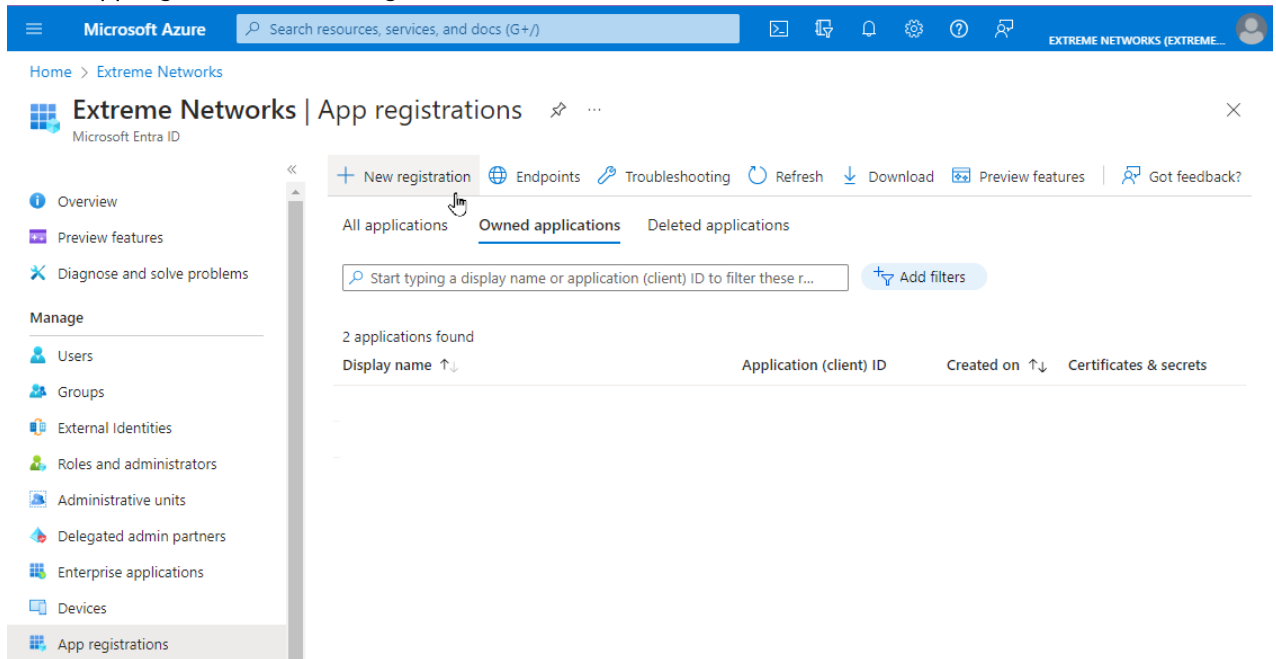 Microsoft Azure
Search resources, services, and docs (G+/)
EXTREME NETWORKS (EXTREME...
Home > Extreme Networks
Extreme Networks | App registrations
Microsoft Entra ID
+ New registration Endpoints Troubleshooting Refresh Download Preview features Got feedback?
Overview
Preview features
Diagnose and solve problems
Manage
Users
Groups
External Identities
Roles and administrators
Administrative units
Delegated admin partners
Enterprise applications
Devices
App registrations
All applications Owned applications Deleted applications
Start typing a display name or application (client) ID to filter these r...
Add filters
2 applications found
Display name ↑↓ Application (client) ID Created on ↑↓ Certificates & secrets